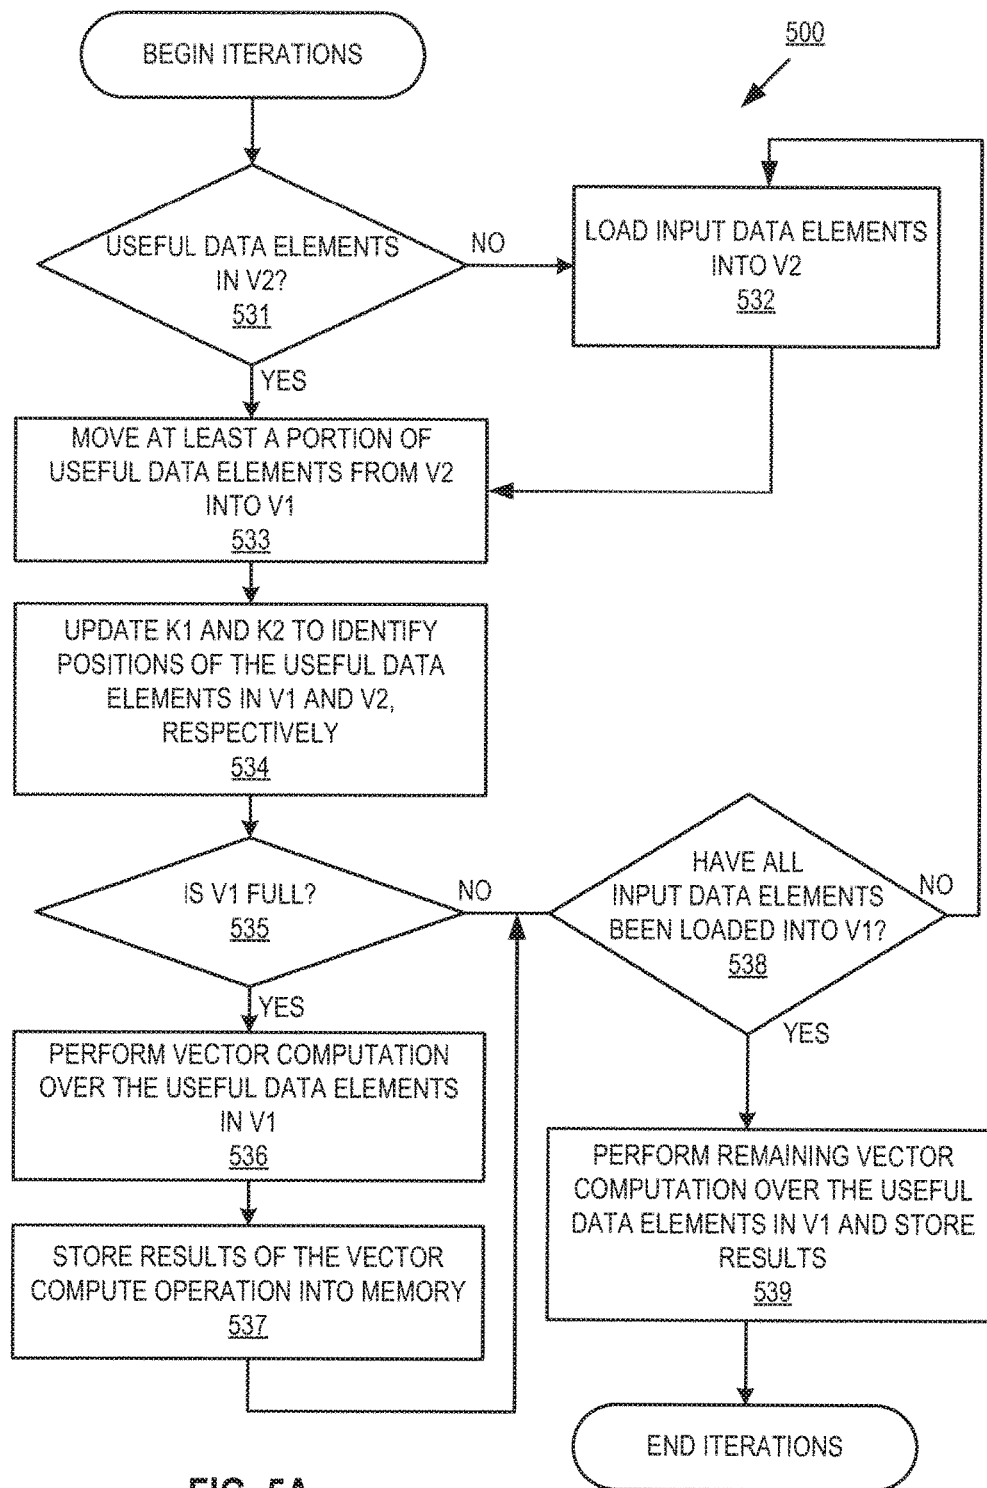 BEGIN ITERATIONS
500
USEFUL DATA ELEMENTS
IN V2?
531
NO
YES
LOAD INPUT DATA ELEMENTS
INTO V2
532
MOVE AT LEAST A PORTION OF
USEFUL DATA ELEMENTS FROM V2
INTO V1
533
UPDATE K1 AND K2 TO IDENTIFY
POSITIONS OF THE USEFUL DATA
ELEMENTS IN V1 AND V2,
RESPECTIVELY
534
IS V1 FULL?
535
NO
YES
HAVE ALL
INPUT DATA ELEMENTS
BEEN LOADED INTO V1?
538
NO
YES
PERFORM VECTOR COMPUTATION
OVER THE USEFUL DATA ELEMENTS
IN V1
536
STORE RESULTS OF THE VECTOR
COMPUTE OPERATION INTO MEMORY
537
PERFORM REMAINING VECTOR
COMPUTATION OVER THE USEFUL
DATA ELEMENTS IN V1 AND STORE
RESULTS
539
END ITERATIONS
FIG. 5A